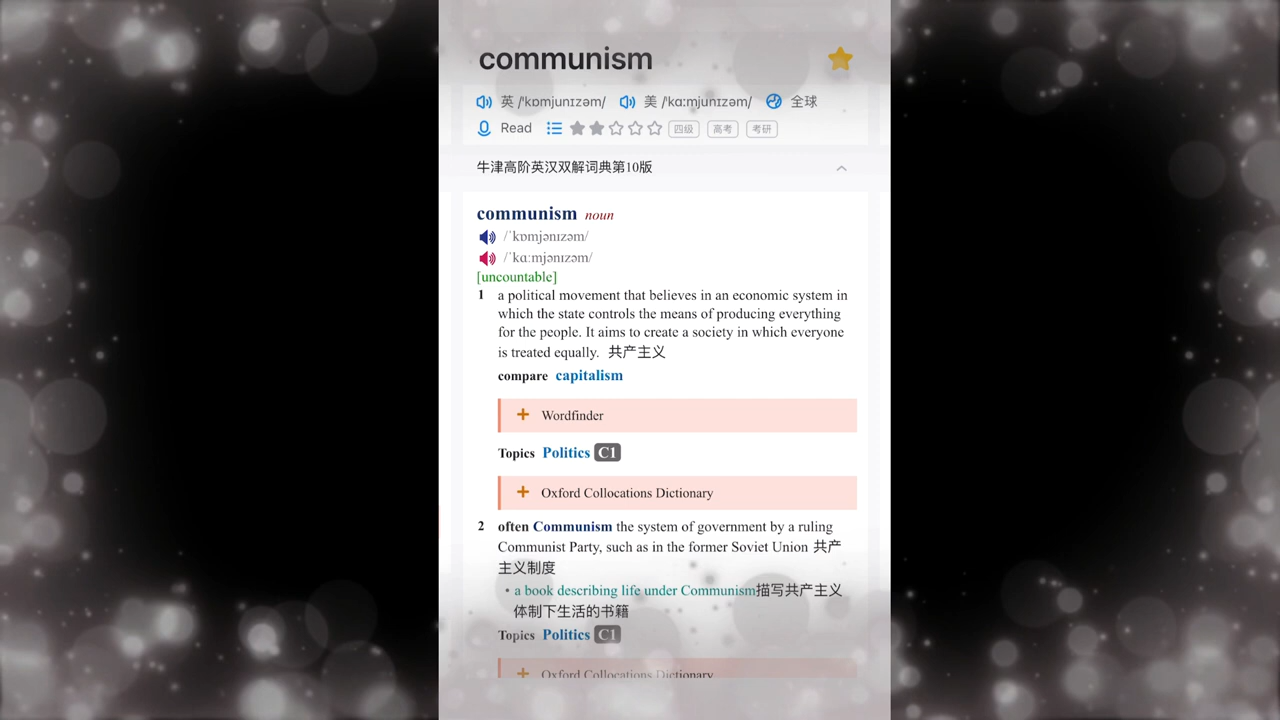 communism
英 /'kɒmjunɪzəm/ 美 /'kɑ:mjunɪzəm/ 全球
Read 四级 高考 考研
牛津高阶英汉双解词典第10版
communism noun
/ˈkɒmjənɪzəm/
/ˈkɑːmjənɪzəm/
[uncountable]
1 a political movement that believes in an economic system in
which the state controls the means of producing everything
for the people. It aims to create a society in which everyone
is treated equally. 共产主义
compare capitalism
+ Wordfinder
Topics Politics C1
+ Oxford Collocations Dictionary
2 often Communism the system of government by a ruling
Communist Party, such as in the former Soviet Union 共产
主义制度
• a book describing life under Communism描写共产主义
体制下生活的书籍
Topics Politics C1
+ Oxford Collocations Dictionary